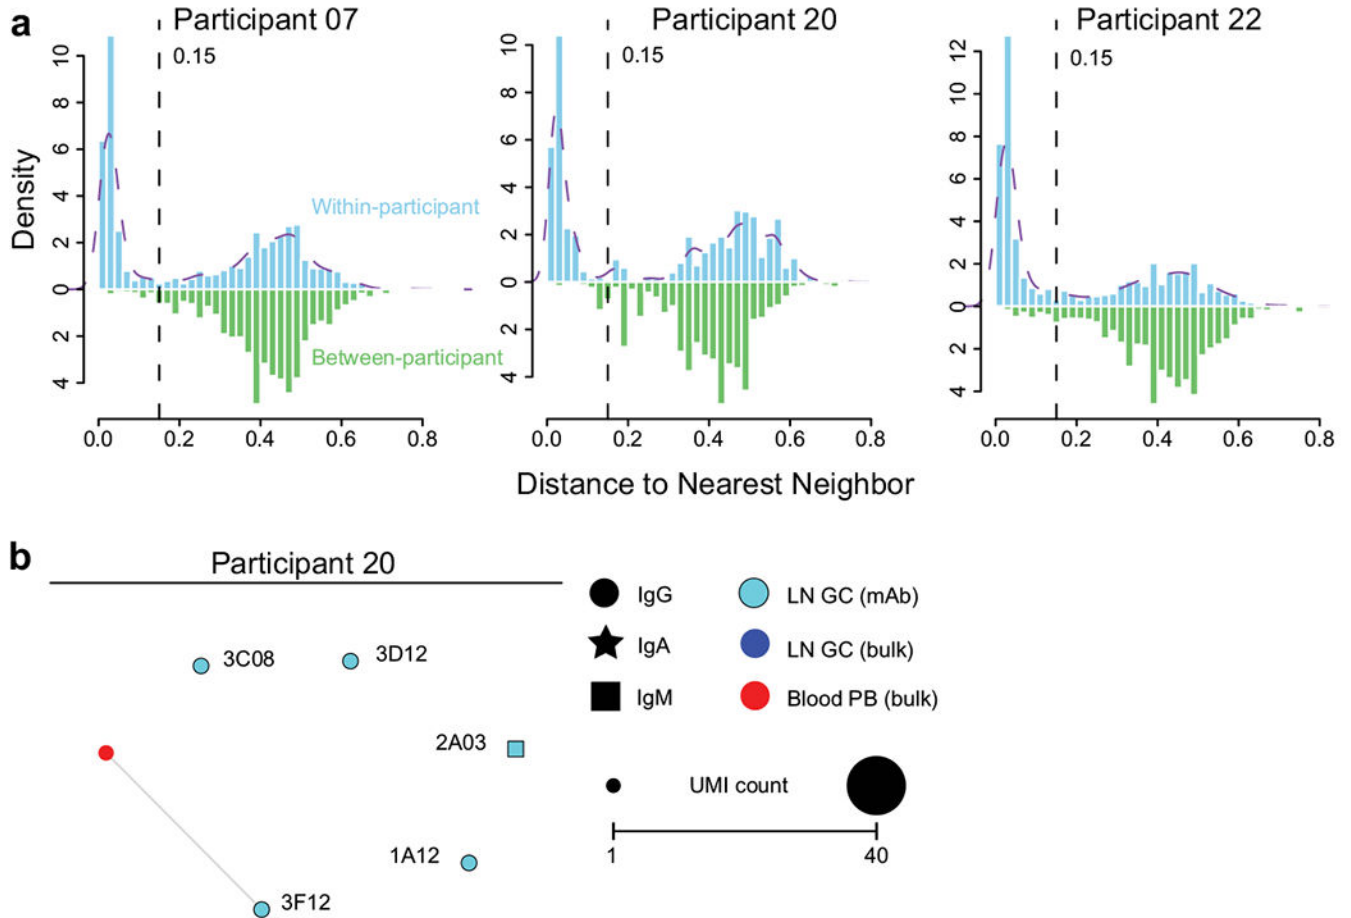 a
Participant 07
Participant 20
Participant 22
0.15
0.15
0.15
Density
10
8
6
4
2
0
2
4
10
8
6
4
2
0
2
4
12
10
8
6
4
2
0
2
4
Within-participant
Between-participant
0.0 0.2 0.4 0.6 0.8
0.0 0.2 0.4 0.6 0.8
0.0 0.2 0.4 0.6 0.8
Distance to Nearest Neighbor
b
Participant 20
3C08
3D12
2A03
1A12
3F12
IgG
IgA
IgM
LN GC (mAb)
LN GC (bulk)
Blood PB (bulk)
UMI count
1
40